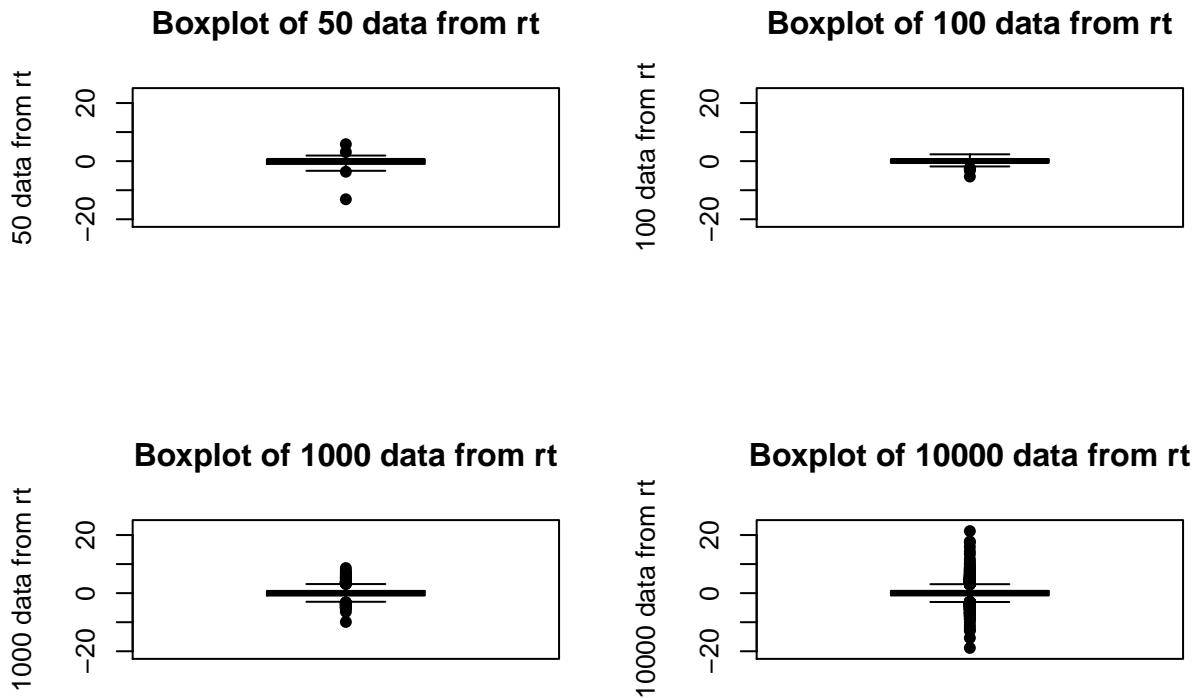 Boxplot of 50 data from rt
50 data from rt
20
0
−20
Boxplot of 100 data from rt
100 data from rt
20
0
−20
Boxplot of 1000 data from rt
1000 data from rt
20
0
−20
Boxplot of 10000 data from rt
10000 data from rt
20
0
−20